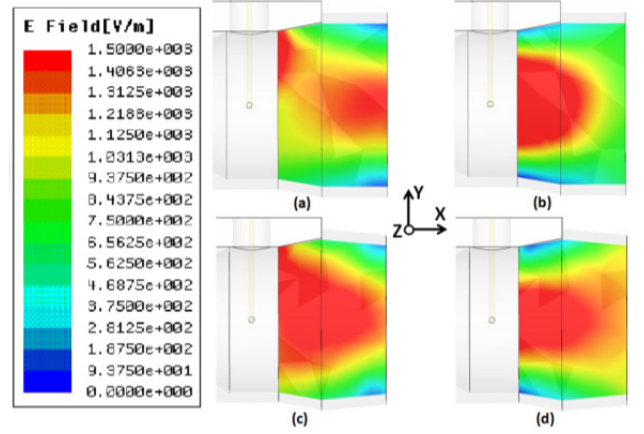 E Field[V/m]
1.5000e+003
1.4063e+003
1.3125e+003
1.2188e+003
1.1250e+003
1.0313e+003
9.3750e+002
8.4375e+002
7.5000e+002
6.5625e+002
5.6250e+002
4.6875e+002
3.7500e+002
2.8125e+002
1.8750e+002
9.3750e+001
0.0000e+000
(a)
(b)
Y
Z
X
(c)
(d)